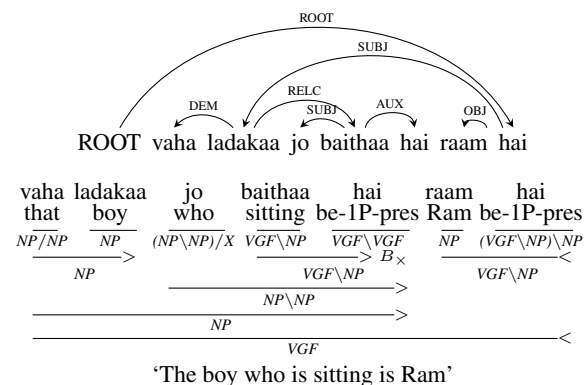 ROOT
SUBJ
RELC
DEM SUBJ AUX OBJ
ROOT vaha ladakaa jo baithaa hai raam hai
vaha ladakaa jo baithaa hai raam hai
that boy who sitting be-1P-pres Ram be-1P-pres
NP/NP NP (NP\NP)/X VGF\NP VGF\VGF NP (VGF\NP)\NP
> > B× <
NP VGF\NP VGF\NP
>
NP\NP
>
NP
<
VGF
‘The boy who is sitting is Ram’